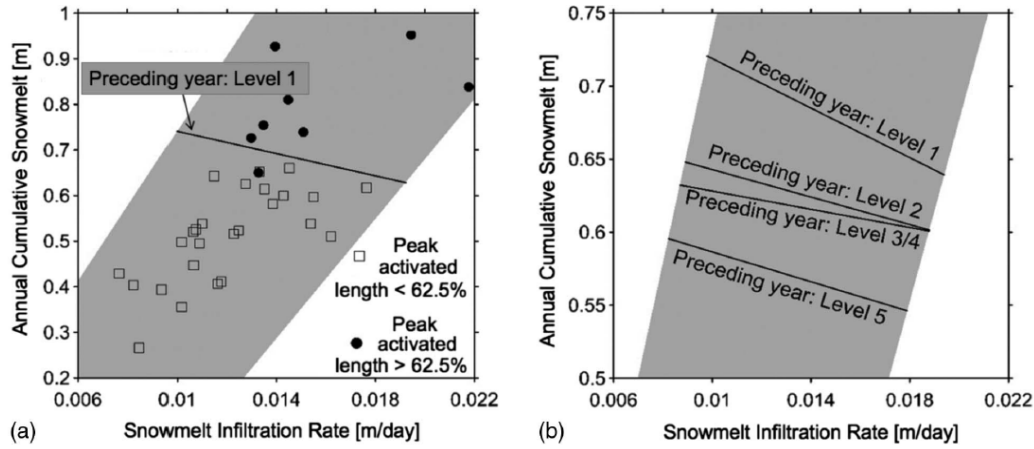 1
0.9
0.8
0.7
0.6
0.5
0.4
0.3
0.2
Annual Cumulative Snowmelt [m]
Preceding year: Level 1
Peak
activated
length < 62.5%
Peak
activated
length > 62.5%
0.006
0.01
0.014
0.018
0.022
(a)
Snowmelt Infiltration Rate [m/day]
0.75
0.7
0.65
0.6
0.55
0.5
Annual Cumulative Snowmelt [m]
Preceding year: Level 1
Preceding year: Level 2
Preceding year: Level 3/4
Preceding year: Level 5
0.006
0.01
0.014
0.018
0.022
(b)
Snowmelt Infiltration Rate [m/day]